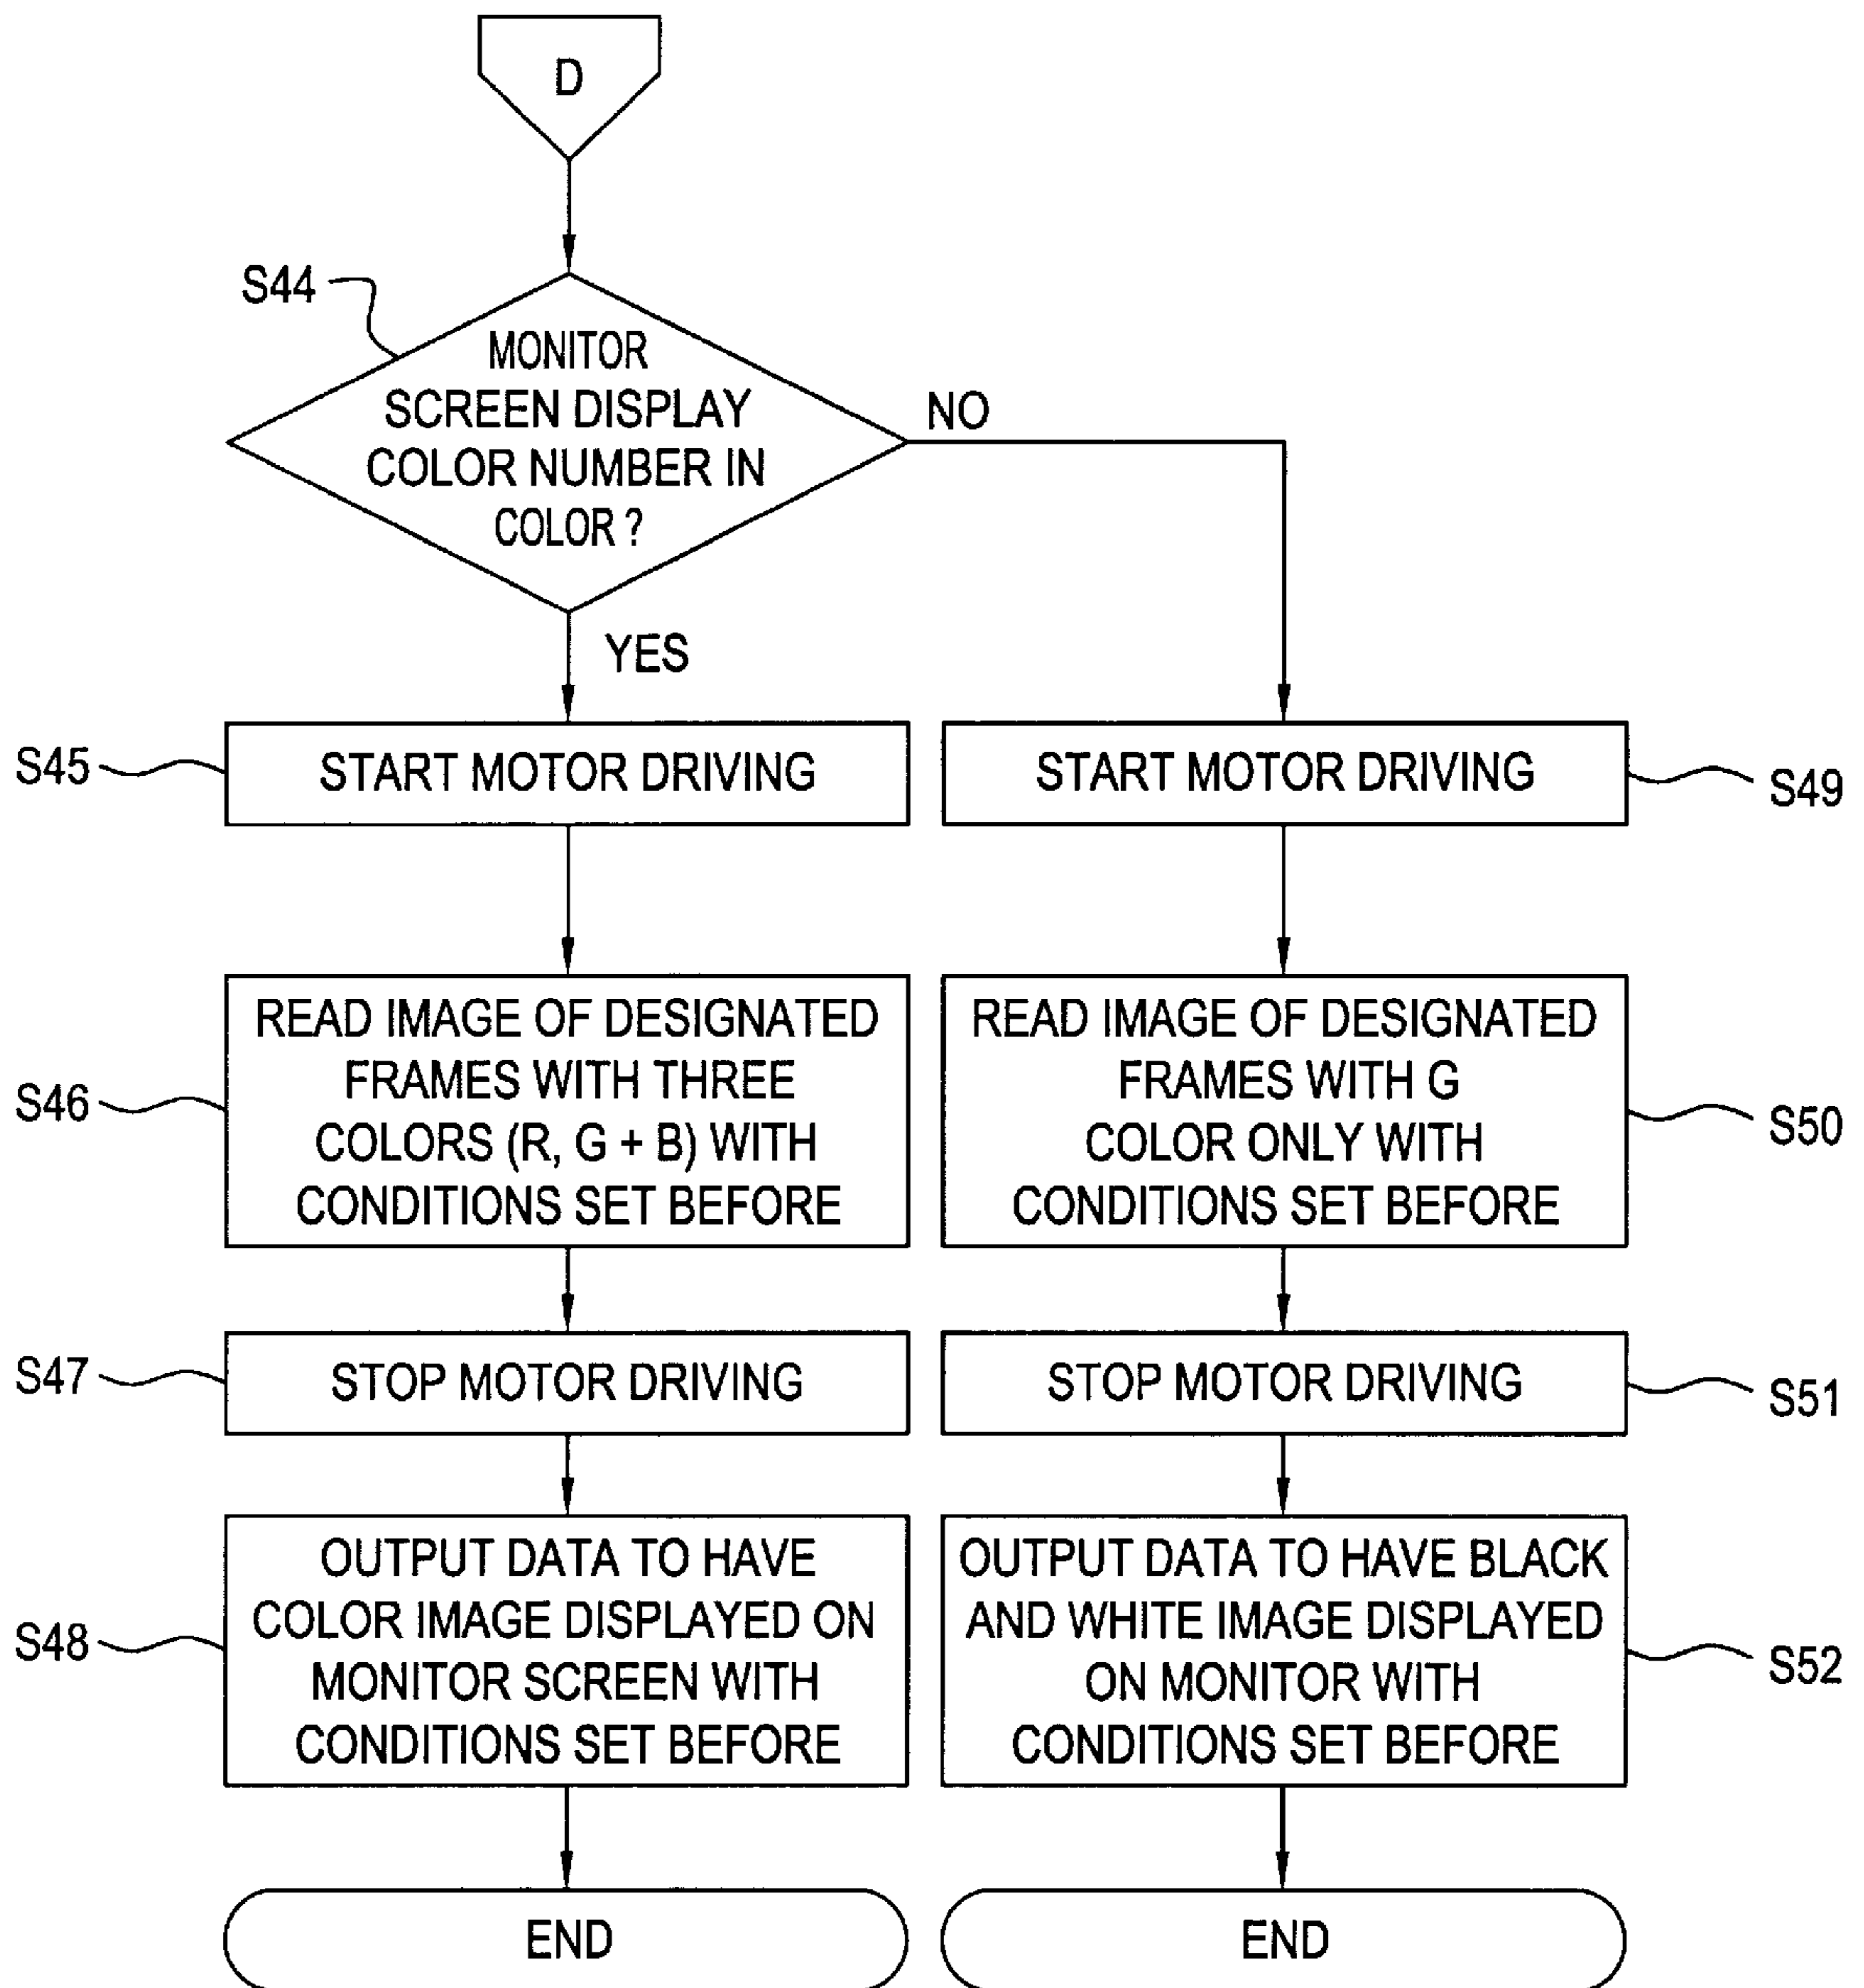 D
S44
MONITOR
SCREEN DISPLAY
COLOR NUMBER IN
COLOR ?
NO
YES
S45
START MOTOR DRIVING
START MOTOR DRIVING
S49
S46
READ IMAGE OF DESIGNATED
FRAMES WITH THREE
COLORS (R, G + B) WITH
CONDITIONS SET BEFORE
READ IMAGE OF DESIGNATED
FRAMES WITH G
COLOR ONLY WITH
CONDITIONS SET BEFORE
S50
S47
STOP MOTOR DRIVING
STOP MOTOR DRIVING
S51
S48
OUTPUT DATA TO HAVE
COLOR IMAGE DISPLAYED ON
MONITOR SCREEN WITH
CONDITIONS SET BEFORE
OUTPUT DATA TO HAVE BLACK
AND WHITE IMAGE DISPLAYED
ON MONITOR WITH
CONDITIONS SET BEFORE
S52
END
END